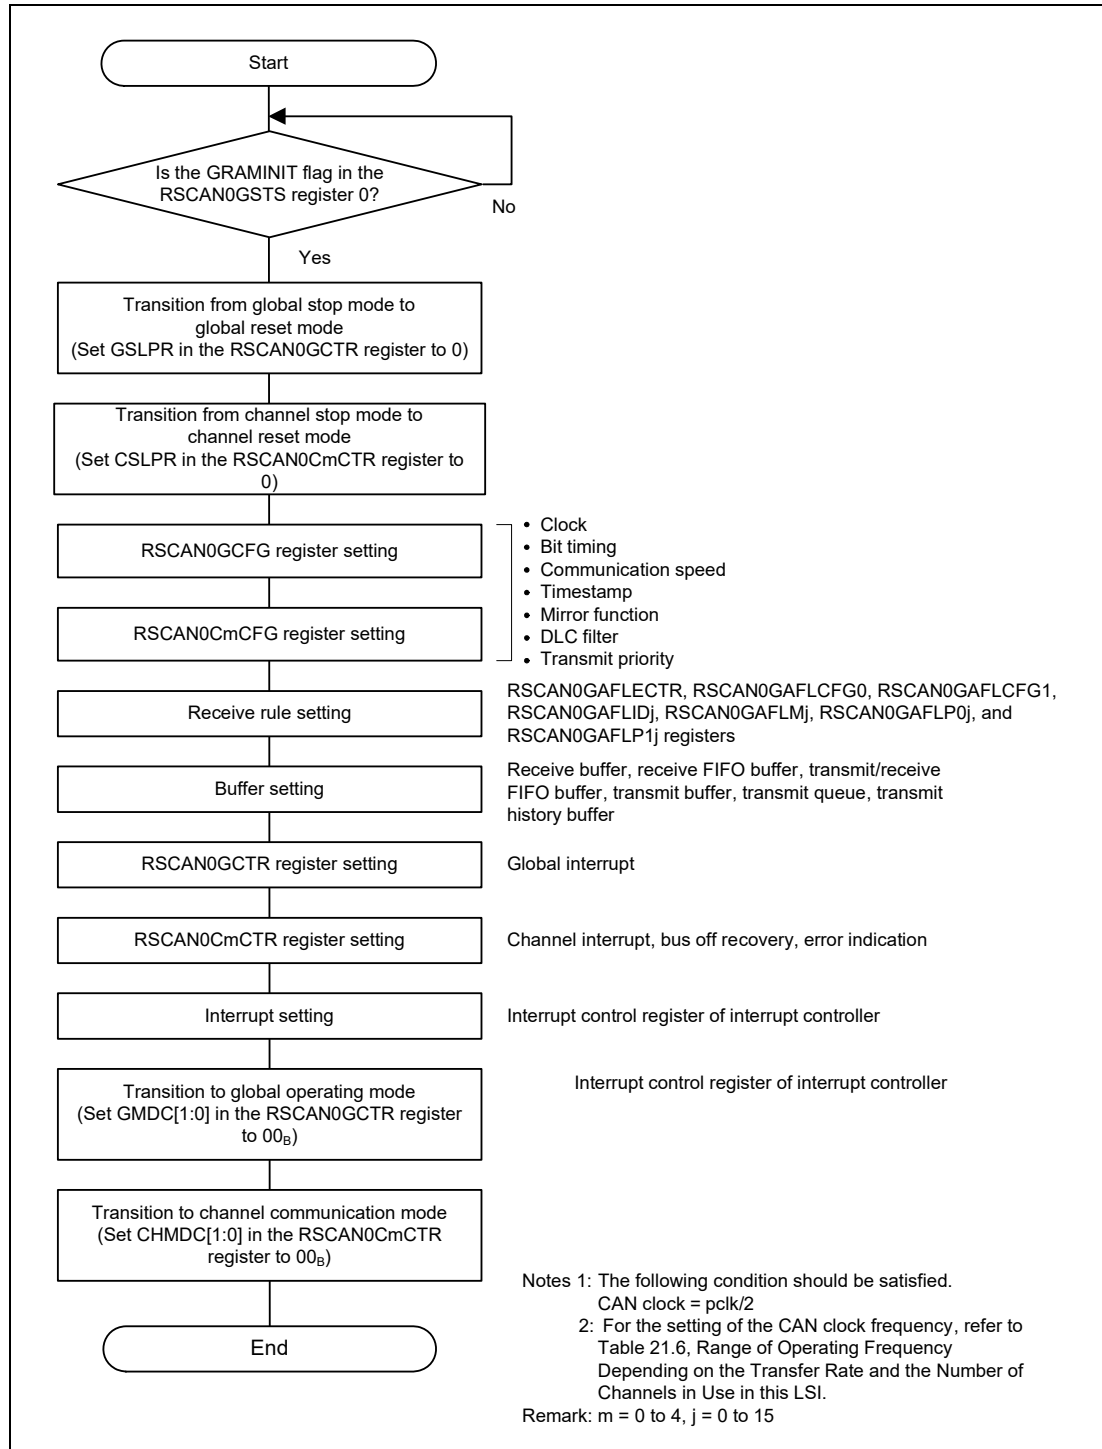 Start
Is the GRAMINIT flag in the
RSCAN0GSTS register 0?
No
Yes
Transition from global stop mode to
global reset mode
(Set GSLPR in the RSCAN0GCTR register to 0)
Transition from channel stop mode to
channel reset mode
(Set CSLPR in the RSCAN0CmCTR register to
0)
RSCAN0GCFG register setting
RSCAN0CmCFG register setting
• Clock
• Bit timing
• Communication speed
• Timestamp
• Mirror function
• DLC filter
• Transmit priority
Receive rule setting
RSCAN0GAFLECTR, RSCAN0GAFLCFG0, RSCAN0GAFLCFG1,
RSCAN0GAFLIDj, RSCAN0GAFLMj, RSCAN0GAFLP0j, and
RSCAN0GAFLP1j registers
Buffer setting
Receive buffer, receive FIFO buffer, transmit/receive
FIFO buffer, transmit buffer, transmit queue, transmit
history buffer
RSCAN0GCTR register setting
Global interrupt
RSCAN0CmCTR register setting
Channel interrupt, bus off recovery, error indication
Interrupt setting
Interrupt control register of interrupt controller
Transition to global operating mode
(Set GMDC[1:0] in the RSCAN0GCTR register
to 00B)
Interrupt control register of interrupt controller
Transition to channel communication mode
(Set CHMDC[1:0] in the RSCAN0CmCTR
register to 00B)
End
Notes 1: The following condition should be satisfied.
CAN clock = pclk/2
2: For the setting of the CAN clock frequency, refer to
Table 21.6, Range of Operating Frequency
Depending on the Transfer Rate and the Number of
Channels in Use in this LSI.
Remark: m = 0 to 4, j = 0 to 15